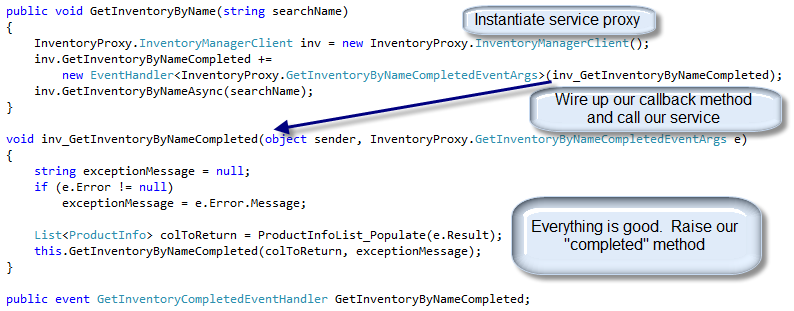 public void GetInventoryByName(string searchName)
Instantiate service proxy
{
InventoryProxy.InventoryManagerClient inv = new InventoryProxy.InventoryManagerClient();
inv.GetInventoryByNameCompleted +=
new EventHandler<InventoryProxy.GetInventoryByNameCompletedEventArgs>(inv_GetInventoryByNameCompleted);
inv.GetInventoryByNameAsync(searchName);
}
Wire up our callback method
and call our service
void inv_GetInventoryByNameCompleted(object sender, InventoryProxy.GetInventoryByNameCompletedEventArgs e)
{
string exceptionMessage = null;
if (e.Error != null)
exceptionMessage = e.Error.Message;
List<ProductInfo> colToReturn = ProductInfoList_Populate(e.Result);
this.GetInventoryByNameCompleted(colToReturn, exceptionMessage);
}
Everything is good. Raise our
"completed" method
public event GetInventoryCompletedEventHandler GetInventoryByNameCompleted;